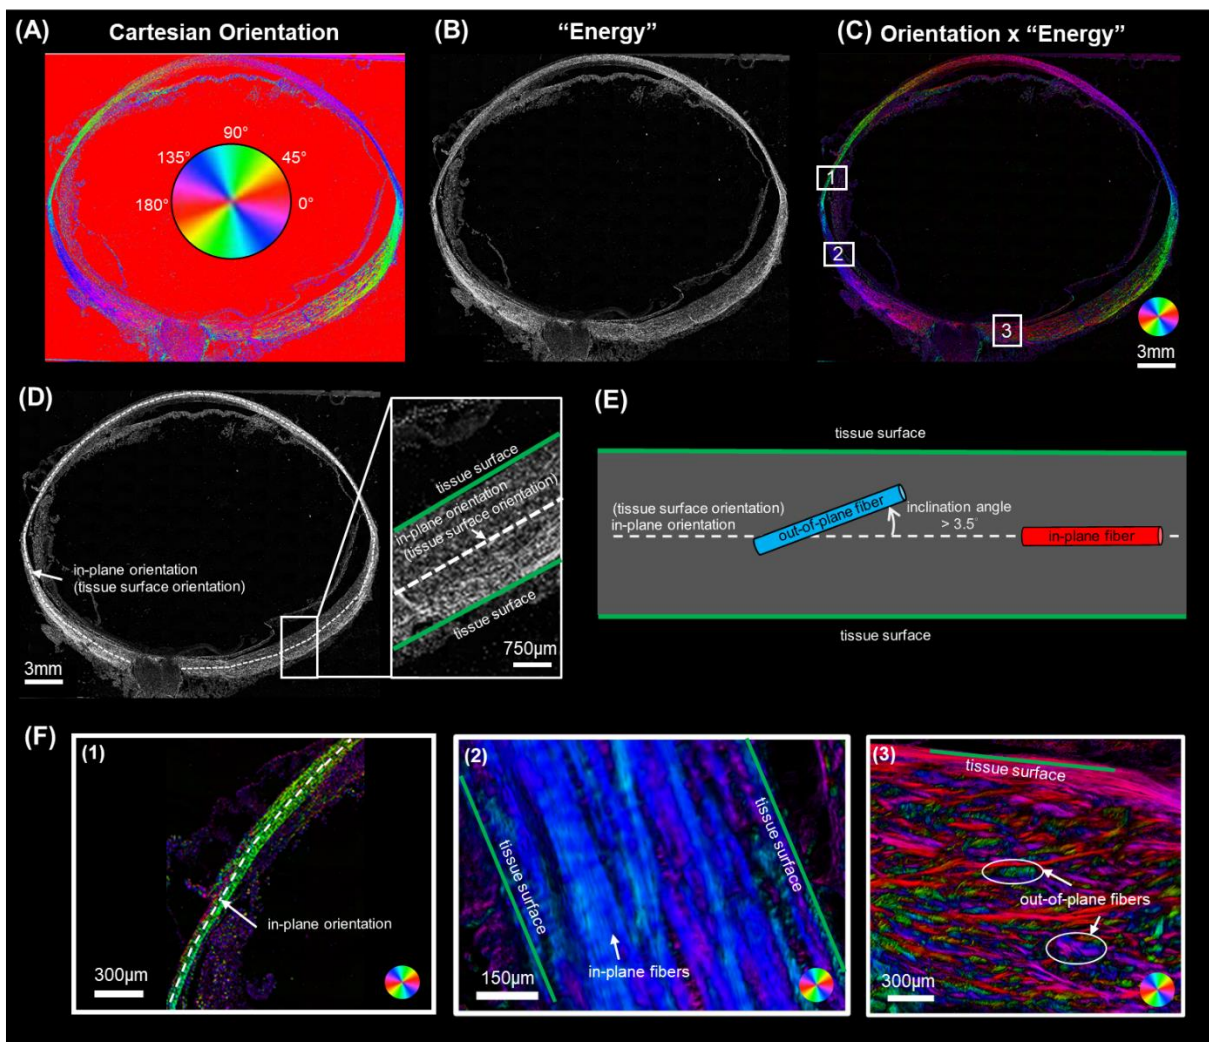 (A)
Cartesian Orientation
90°
135°
45°
180°
0°
(B)
“Energy”
(C)
Orientation x “Energy”
1
2
3
3mm
(D)
in-plane orientation
(tissue surface orientation)
3mm
tissue surface
in-plane orientation
(tissue surface orientation)
tissue surface
750µm
(E)
tissue surface
(tissue surface orientation)
in-plane orientation
out-of-plane fiber
inclination angle
> 3.5°
in-plane fiber
tissue surface
(F)
(1)
in-plane orientation
300µm
(2)
tissue surface
tissue surface
in-plane fibers
150µm
(3)
tissue surface
out-of-plane fibers
300µm